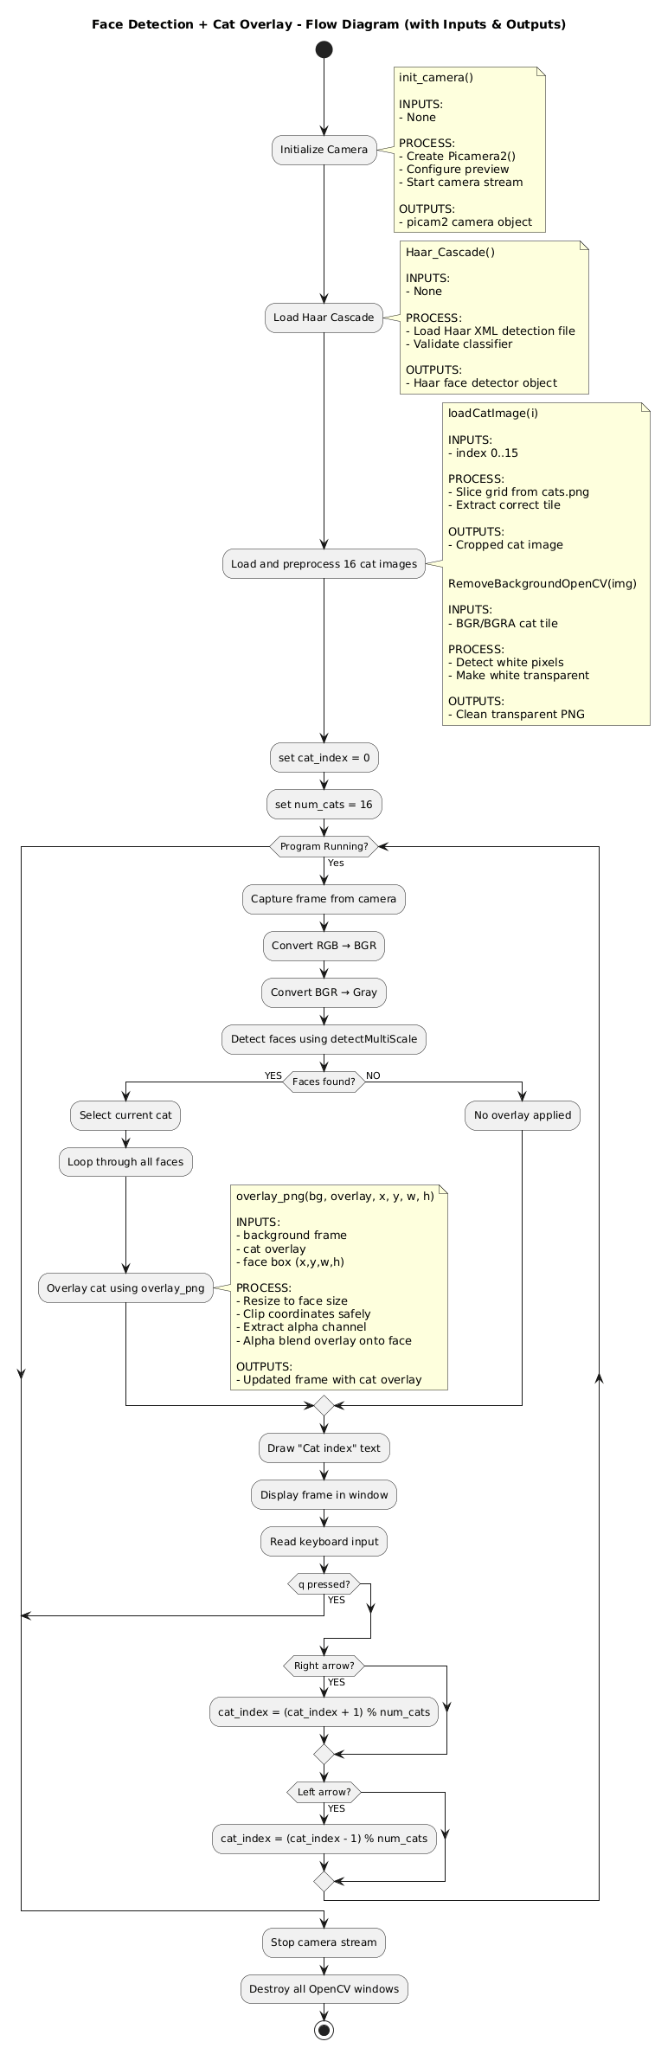 Face Detection + Cat Overlay - Flow Diagram (with Inputs & Outputs)
init_camera()
INPUTS:
- None
PROCESS:
- Create Picamera2()
- Configure preview
- Start camera stream
OUTPUTS:
- picam2 camera object
Initialize Camera
Haar_Cascade()
INPUTS:
- None
PROCESS:
- Load Haar XML detection file
- Validate classifier
OUTPUTS:
- Haar face detector object
Load Haar Cascade
loadCatImage(i)
INPUTS:
- index 0..15
PROCESS:
- Slice grid from cats.png
- Extract correct tile
OUTPUTS:
- Cropped cat image
RemoveBackgroundOpenCV(img)
INPUTS:
- BGR/BGRA cat tile
PROCESS:
- Detect white pixels
- Make white transparent
OUTPUTS:
- Clean transparent PNG
Load and preprocess 16 cat images
set cat_index = 0
set num_cats = 16
Program Running?
Yes
Capture frame from camera
Convert RGB → BGR
Convert BGR → Gray
Detect faces using detectMultiScale
YES
Faces found?
NO
Select current cat
No overlay applied
Loop through all faces
overlay_png(bg, overlay, x, y, w, h)
INPUTS:
- background frame
- cat overlay
- face box (x,y,w,h)
PROCESS:
- Resize to face size
- Clip coordinates safely
- Extract alpha channel
- Alpha blend overlay onto face
OUTPUTS:
- Updated frame with cat overlay
Overlay cat using overlay_png
Draw "Cat index" text
Display frame in window
Read keyboard input
q pressed?
YES
Right arrow?
YES
cat_index = (cat_index + 1) % num_cats
Left arrow?
YES
cat_index = (cat_index - 1) % num_cats
Stop camera stream
Destroy all OpenCV windows